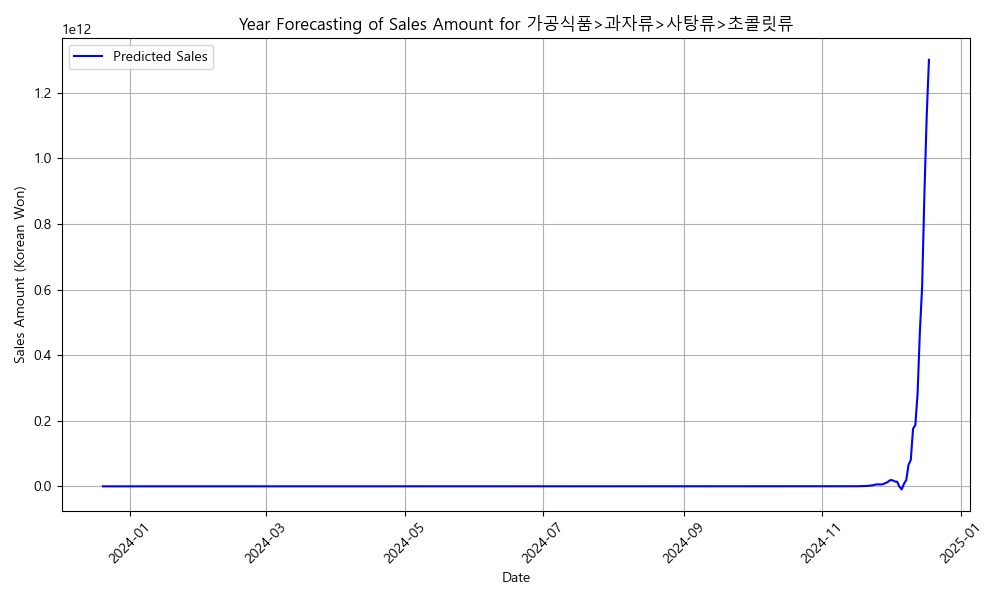 Year Forecasting of Sales Amount for 가공식품>과자류>사탕류>초콜릿류
1e12
Predicted Sales
1.2
1.0
0.8
0.6
0.4
0.2
0.0
Sales Amount (Korean Won)
2024-01
2024-03
2024-05
2024-07
2024-09
2024-11
2025-01
Date